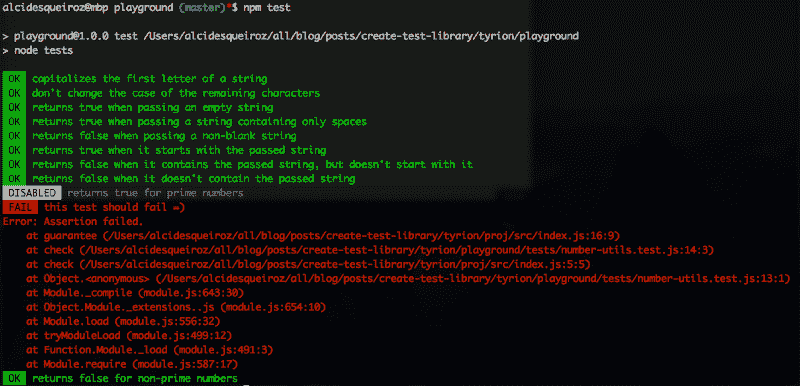 alcidesqueiroz@mbp playground (master)*$ npm test
> playground@1.0.0 test /Users/alcidesqueiroz/all/blog/posts/create-test-library/tyrion/playground
> node tests
OK capitalizes the first letter of a string
OK don't change the case of the remaining characters
OK returns true when passing an empty string
OK returns true when passing a string containing only spaces
OK returns false when passing a non-blank string
OK returns true when it starts with the passed string
OK returns false when it contains the passed string, but doesn't start with it
OK returns false when it doesn't contain the passed string
DISABLED returns true for prime numbers
FAIL this test should fail =)
Error: Assertion failed.
at guarantee (/Users/alcidesqueiroz/all/blog/posts/create-test-library/tyrion/proj/src/index.js:16:9)
at check (/Users/alcidesqueiroz/all/blog/posts/create-test-library/tyrion/playground/tests/number-utils.test.js:14:3)
at check (/Users/alcidesqueiroz/all/blog/posts/create-test-library/tyrion/proj/src/index.js:5:5)
at Object.<anonymous> (/Users/alcidesqueiroz/all/blog/posts/create-test-library/tyrion/playground/tests/number-utils.test.js:13:1)
at Module._compile (module.js:643:30)
at Object.Module._extensions..js (module.js:654:10)
at Module.load (module.js:556:32)
at tryModuleLoad (module.js:499:12)
at Function.Module._load (module.js:491:3)
at Module.require (module.js:587:17)
OK returns false for non-prime numbers